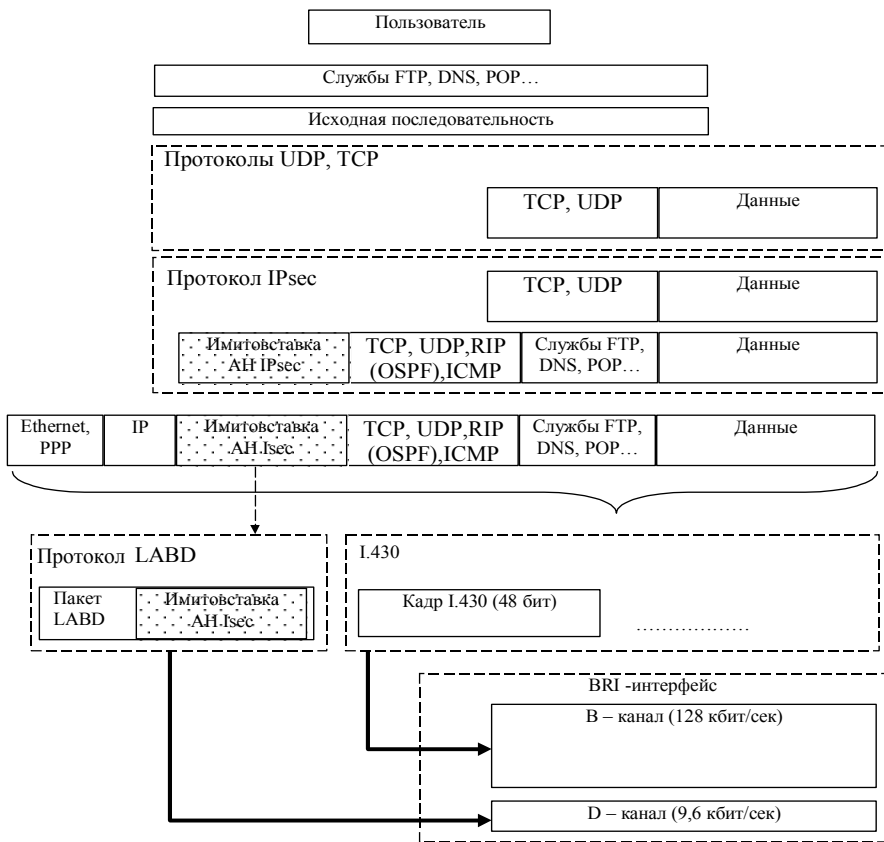 Пользователь
Службы FTP, DNS, POP…
Исходная последовательность
Протоколы UDP, TCP
TCP, UDP
Данные
Протокол IPsec
TCP, UDP
Данные
Имитовставка
AH IPsec
TCP, UDP,RIP
(OSPF),ICMP
Службы FTP,
DNS, POP…
Данные
Ethernet,
PPP
IP
Имитовставка
AH Isec
TCP, UDP,RIP
(OSPF),ICMP
Службы FTP,
DNS, POP…
Данные
Протокол LABD
Пакет
LABD
Имитовставка
AH Isec
I.430
Кадр I.430 (48 бит)
………………
BRI -интерфейс
B – канал (128 кбит/сек)
D – канал (9,6 кбит/сек)